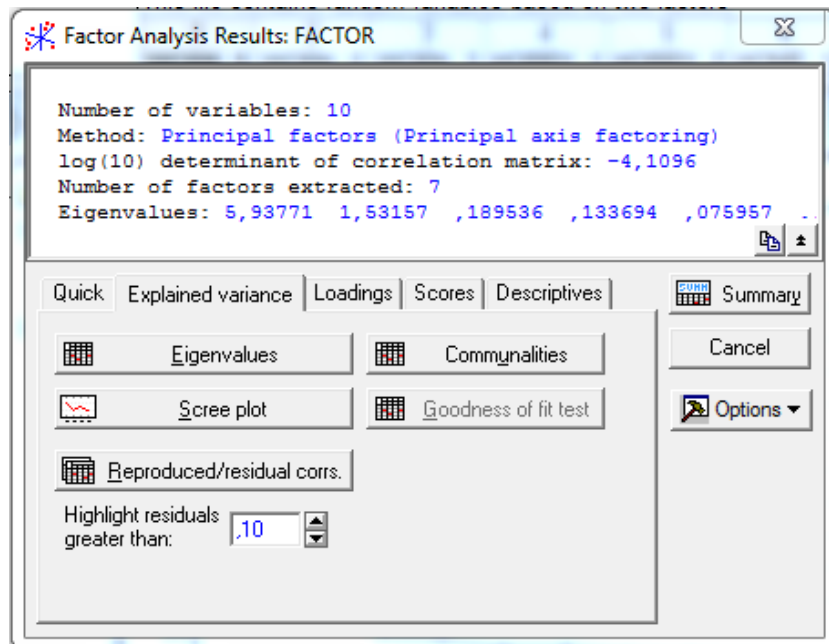 Factor Analysis Results: FACTOR
Number of variables: 10
Method: Principal factors (Principal axis factoring)
log(10) determinant of correlation matrix: -4,1096
Number of factors extracted: 7
Eigenvalues: 5,93771 1,53157 ,189536 ,133694 ,075957 ..
Quick Explained variance Loadings Scores Descriptives
Summary
Eigenvalues Communalities
Cancel
Scree plot Goodness of fit test
Options
Reproduced/residual corrs.
Highlight residuals
greater than: ,10